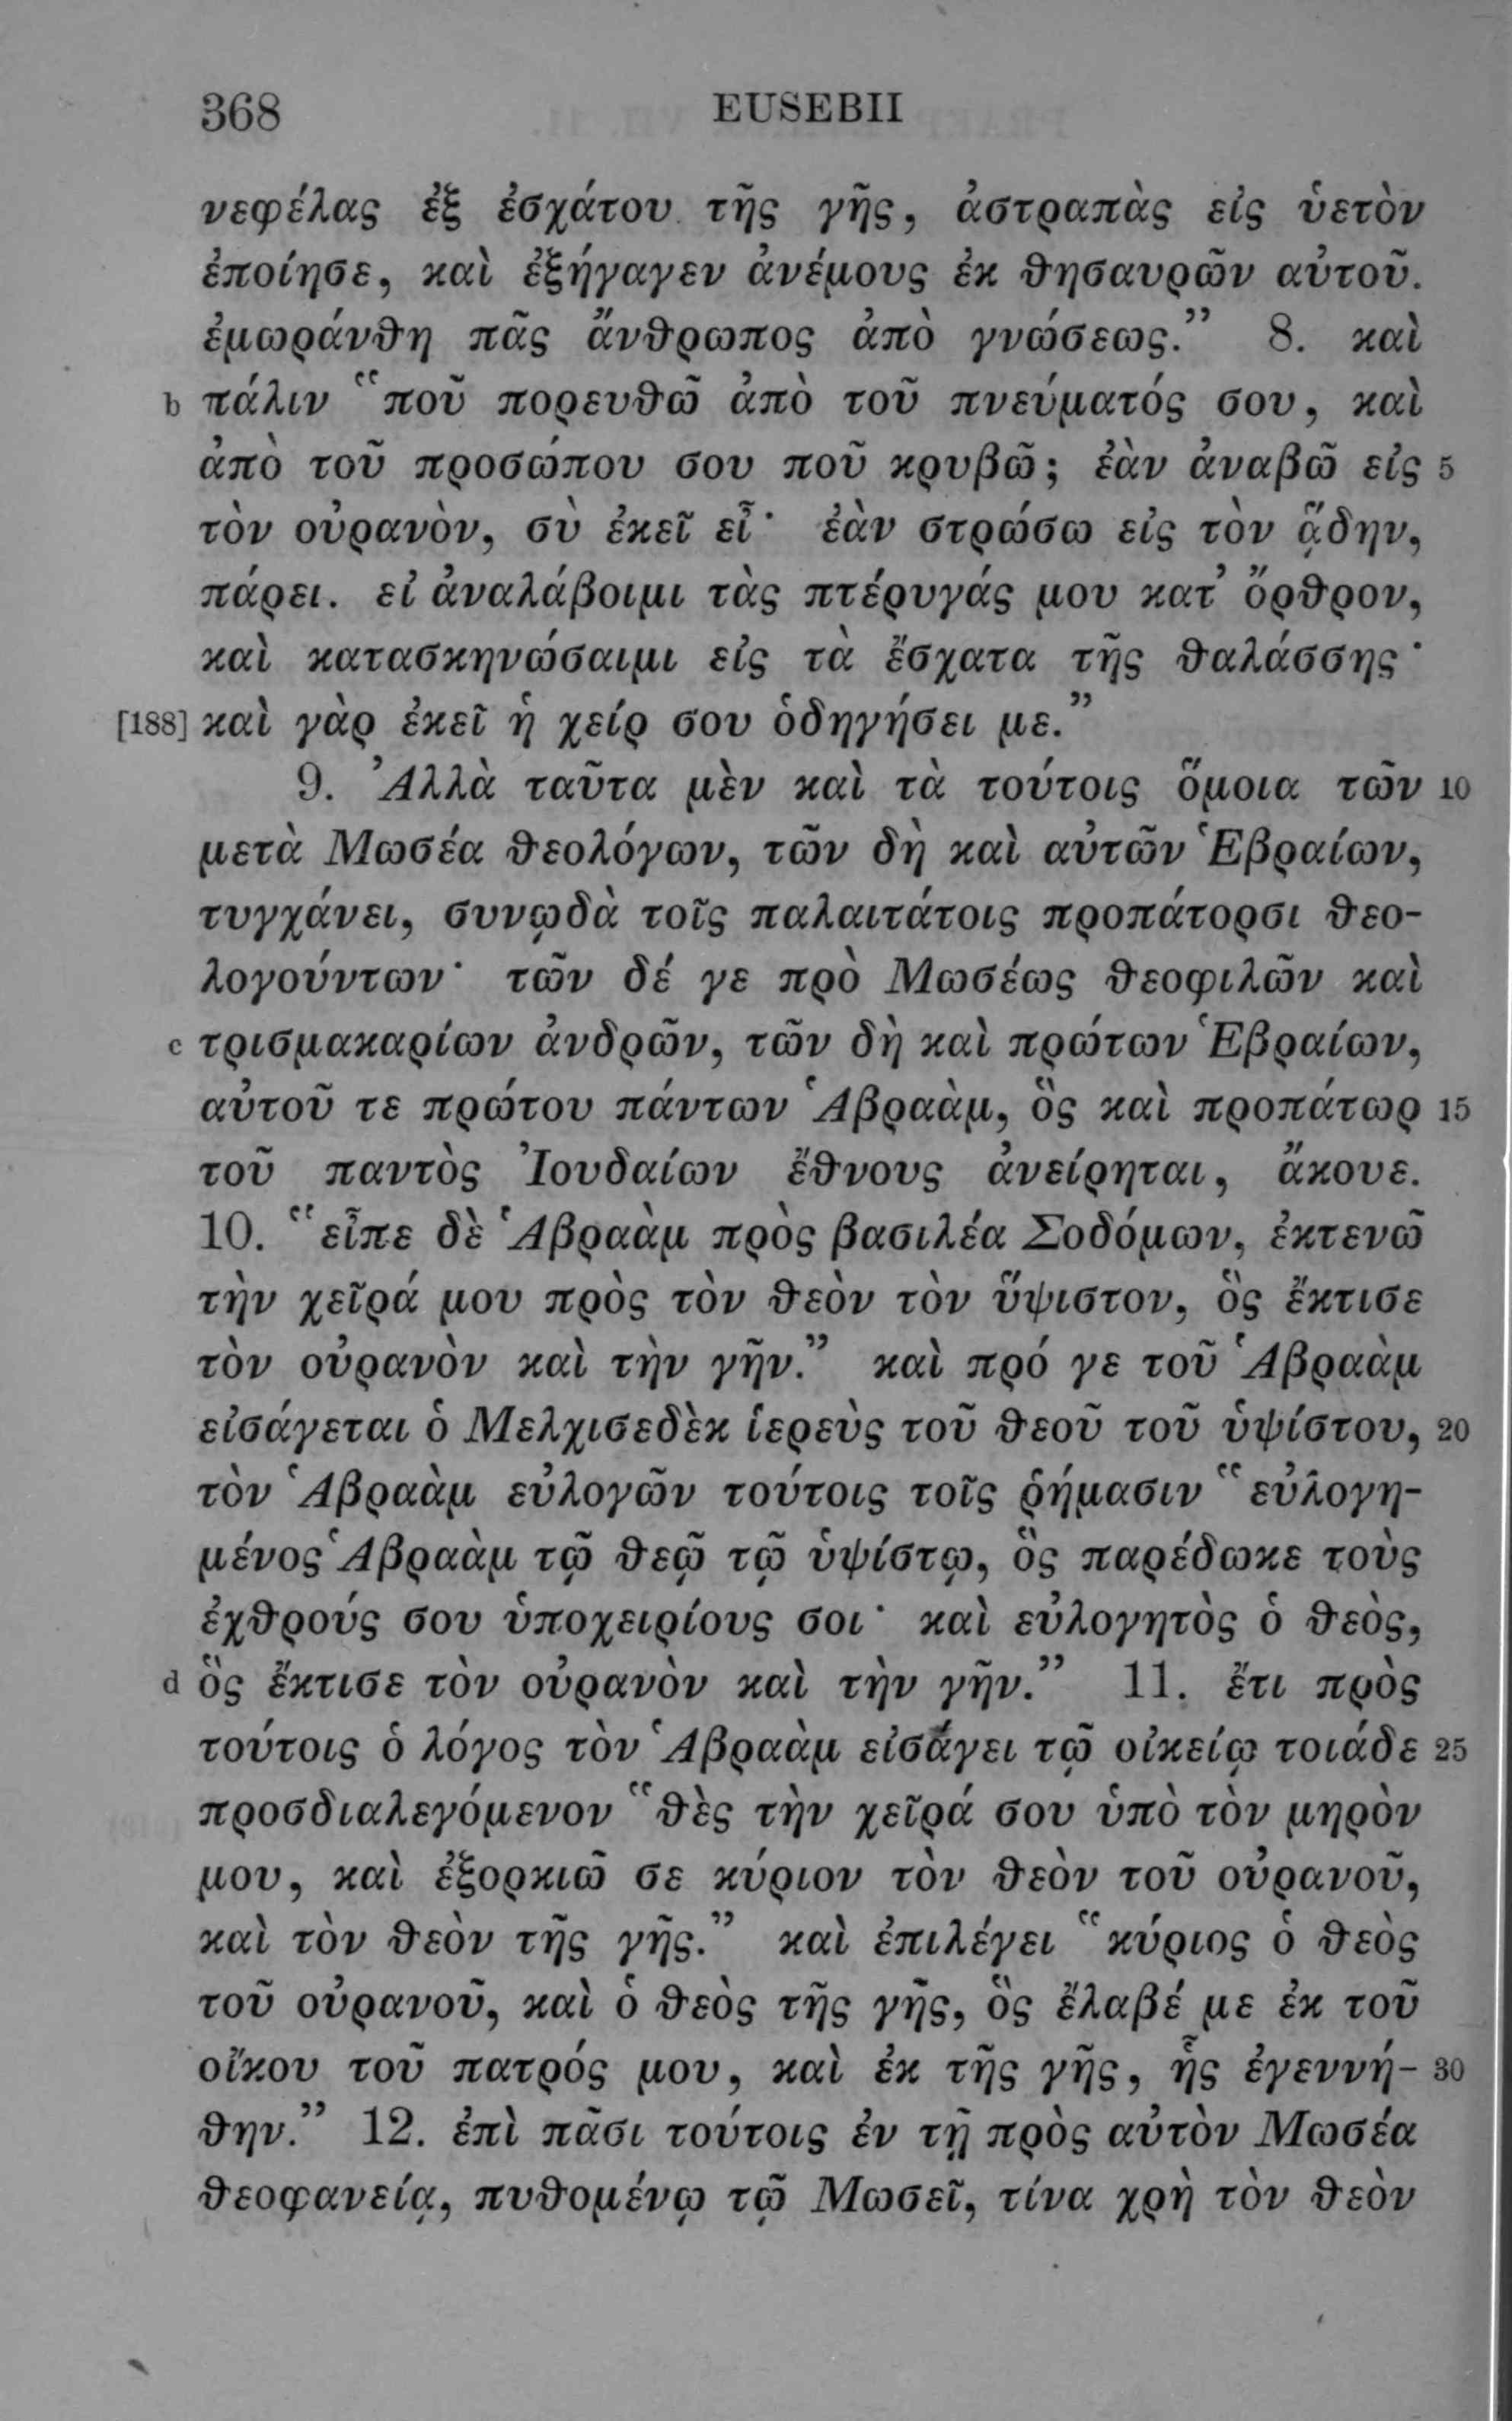 368 EUSEBII
νεφέλας ἐξ ἐσχάτου τῆς γῆς, ἀστραπὰς εἰς ὑετὸν
ἐποίησε, καὶ ἐξήγαγεν ἀνέμους ἐκ θησαυρῶν αὐτοῦ.
ἐμωράνθη πᾶς ἄνθρωπος ἀπὸ γνώσεως.” 8. καὶ
b πάλιν “ποῦ πορευθῶ ἀπὸ τοῦ πνεύματός σου, καὶ
ἀπὸ τοῦ προσώπου σου ποῦ κρυβῶ; ἐὰν ἀναβῶ εἰς 5
τὸν οὐρανὸν, σὺ ἐκεῖ εἶ· ἐὰν στρώσω εἰς τὸν ᾅδην,
πάρει. εἰ ἀναλάβοιμι τὰς πτέρυγάς μου κατ’ ὄρθρον,
καὶ κατασκηνώσαιμι εἰς τὰ ἔσχατα τῆς θαλάσσης·
[188] καὶ γὰρ ἐκεῖ ἡ χείρ σου ὁδηγήσει με.”
9. Ἀλλὰ ταῦτα μὲν καὶ τὰ τούτοις ὅμοια τῶν 10
μετὰ Μωσέα θεολόγων, τῶν δὴ καὶ αὐτῶν Ἑβραίων,
τυγχάνει, συνῳδὰ τοῖς παλαιτάτοις προπάτορσι θεο-
λογούντων· τῶν δέ γε πρὸ Μωσέως θεοφιλῶν καὶ
c τρισμακαρίων ἀνδρῶν, τῶν δὴ καὶ πρώτων Ἑβραίων,
αὐτοῦ τε πρώτου πάντων Ἁβραὰμ, ὃς καὶ προπάτωρ 15
τοῦ παντὸς Ἰουδαίων ἔθνους ἀνείρηται, ἄκουε.
10. “εἶπε δὲ Ἁβραὰμ πρὸς βασιλέα Σοδόμων, ἐκτενῶ
τὴν χεῖρά μου πρὸς τὸν θεὸν τὸν ὕψιστον, ὃς ἔκτισε
τὸν οὐρανὸν καὶ τὴν γῆν.” καὶ πρό γε τοῦ Ἁβραὰμ
εἰσάγεται ὁ Μελχισεδὲκ ἱερεὺς τοῦ θεοῦ τοῦ ὑψίστου, 20
τὸν Ἁβραὰμ εὐλογῶν τούτοις τοῖς ῥήμασιν “εὐλογη-
μένος Ἁβραὰμ τῷ θεῷ τῷ ὑψίστῳ, ὃς παρέδωκε τοὺς
ἐχθρούς σου ὑποχειρίους σοι· καὶ εὐλογητὸς ὁ θεὸς,
d ὃς ἔκτισε τὸν οὐρανὸν καὶ τὴν γῆν.” 11. ἔτι πρὸς
τούτοις ὁ λόγος τὸν Ἁβραὰμ εἰσάγει τῷ οἰκείῳ τοιάδε 25
προσδιαλεγόμενον “θὲς τὴν χεῖρά σου ὑπὸ τὸν μηρὸν
μου, καὶ ἐξορκιῶ σε κύριον τὸν θεὸν τοῦ οὐρανοῦ,
καὶ τὸν θεὸν τῆς γῆς.” καὶ ἐπιλέγει “κύριος ὁ θεὸς
τοῦ οὐρανοῦ, καὶ ὁ θεὸς τῆς γῆς, ὃς ἔλαβέ με ἐκ τοῦ
οἴκου τοῦ πατρός μου, καὶ ἐκ τῆς γῆς, ἧς ἐγεννή- 30
θην.” 12. ἐπὶ πᾶσι τούτοις ἐν τῇ πρὸς αὐτὸν Μωσέα
θεοφανείᾳ, πυθομένῳ τῷ Μωσεῖ, τίνα χρὴ τὸν θεὸν